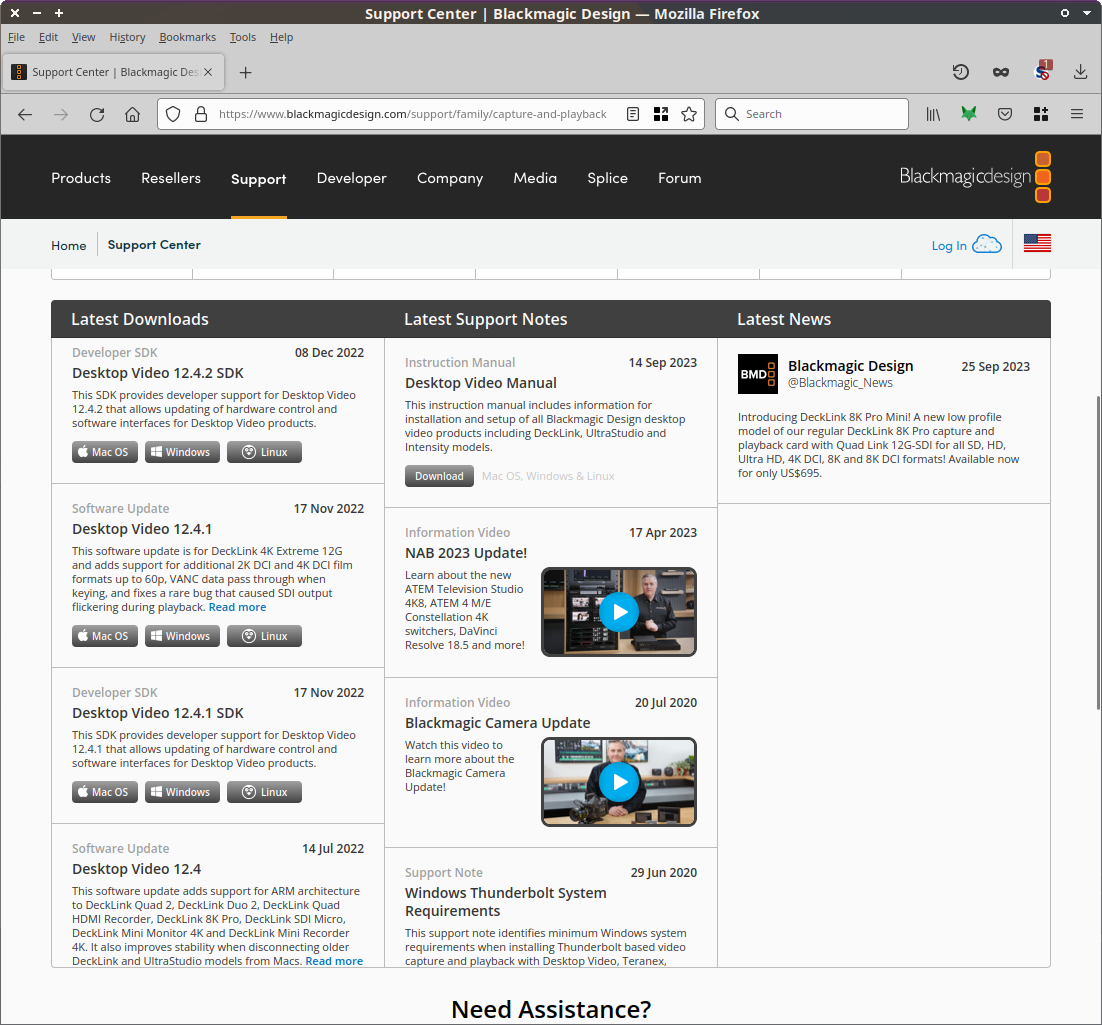 Support Center | Blackmagic Design — Mozilla Firefox
File Edit View History Bookmarks Tools Help
Support Center | Blackmagic Des
1
https://www.blackmagicdesign.com/support/family/capture-and-playback
Search
Products Resellers Support Developer Company Media Splice Forum
Blackmagicdesign
Home Support Center
Log In
Latest Downloads
Developer SDK 08 Dec 2022
Desktop Video 12.4.2 SDK
This SDK provides developer support for Desktop Video
12.4.2 that allows updating of hardware control and
software interfaces for Desktop Video products.
Mac OS Windows Linux
Software Update 17 Nov 2022
Desktop Video 12.4.1
This software update is for DeckLink 4K Extreme 12G
and adds support for additional 2K DCI and 4K DCI film
formats up to 60p, VANC data pass through when
keying, and fixes a rare bug that caused SDI output
flickering during playback. Read more
Mac OS Windows Linux
Developer SDK 17 Nov 2022
Desktop Video 12.4.1 SDK
This SDK provides developer support for Desktop Video
12.4.1 that allows updating of hardware control and
software interfaces for Desktop Video products.
Mac OS Windows Linux
Software Update 14 Jul 2022
Desktop Video 12.4
This software update adds support for ARM architecture
to DeckLink Quad 2, DeckLink Duo 2, DeckLink Quad
HDMI Recorder, DeckLink 8K Pro, DeckLink SDI Micro,
DeckLink Mini Monitor 4K and DeckLink Mini Recorder
4K. It also improves stability when disconnecting older
DeckLink and UltraStudio models from Macs. Read more
Latest Support Notes
Instruction Manual 14 Sep 2023
Desktop Video Manual
This instruction manual includes information for
installation and setup of all Blackmagic Design desktop
video products including DeckLink, UltraStudio and
Intensity models.
Download Mac OS, Windows & Linux
Information Video 17 Apr 2023
NAB 2023 Update!
Learn about the new
ATEM Television Studio
4K8, ATEM 4 M/E
Constellation 4K
switchers, DaVinci
Resolve 18.5 and more!
Information Video 20 Jul 2020
Blackmagic Camera Update
Watch this video to
learn more about the
Blackmagic Camera
Update!
Support Note 29 Jun 2020
Windows Thunderbolt System
Requirements
This support note identifies minimum Windows system
requirements when installing Thunderbolt based video
capture and playback with Desktop Video, Teranex,
Latest News
BMD
Blackmagic Design 25 Sep 2023
@Blackmagic_News
Introducing DeckLink 8K Pro Mini! A new low profile
model of our regular DeckLink 8K Pro capture and
playback card with Quad Link 12G-SDI for all SD, HD,
Ultra HD, 4K DCI, 8K and 8K DCI formats! Available now
for only US$695.
Need Assistance?